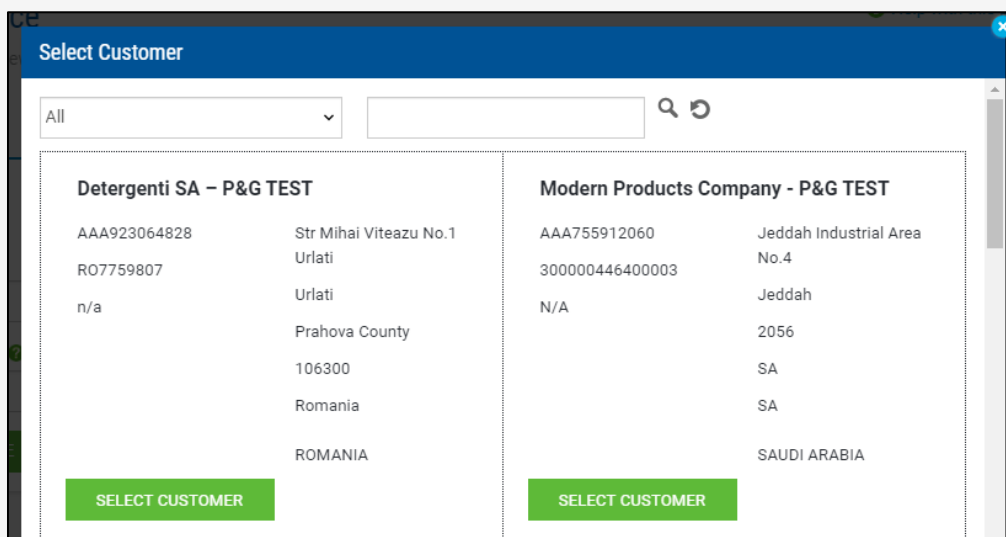 ce
Select Customer
All
Detergenti SA – P&G TEST
AAA923064828
RO7759807
n/a
Str Mihai Viteazu No.1
Urlati
Urlati
Prahova County
106300
Romania
ROMANIA
SELECT CUSTOMER
Modern Products Company - P&G TEST
AAA755912060
300000446400003
N/A
Jeddah Industrial Area
No.4
Jeddah
2056
SA
SA
SAUDI ARABIA
SELECT CUSTOMER